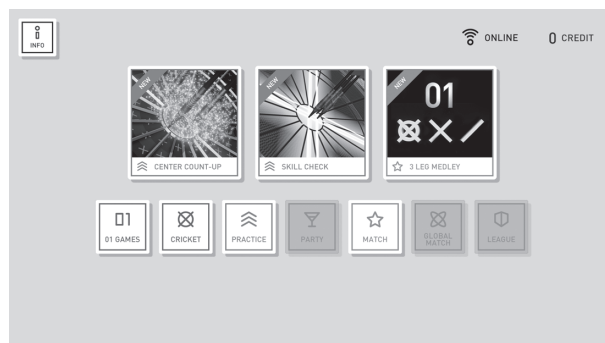 INFO
ONLINE
0 CREDIT
NEW
CENTER COUNT-UP
NEW
SKILL CHECK
NEW
01
3 LEG MEDLEY
01
01 GAMES
CRICKET
PRACTICE
PARTY
MATCH
GLOBAL
MATCH
LEAGUE